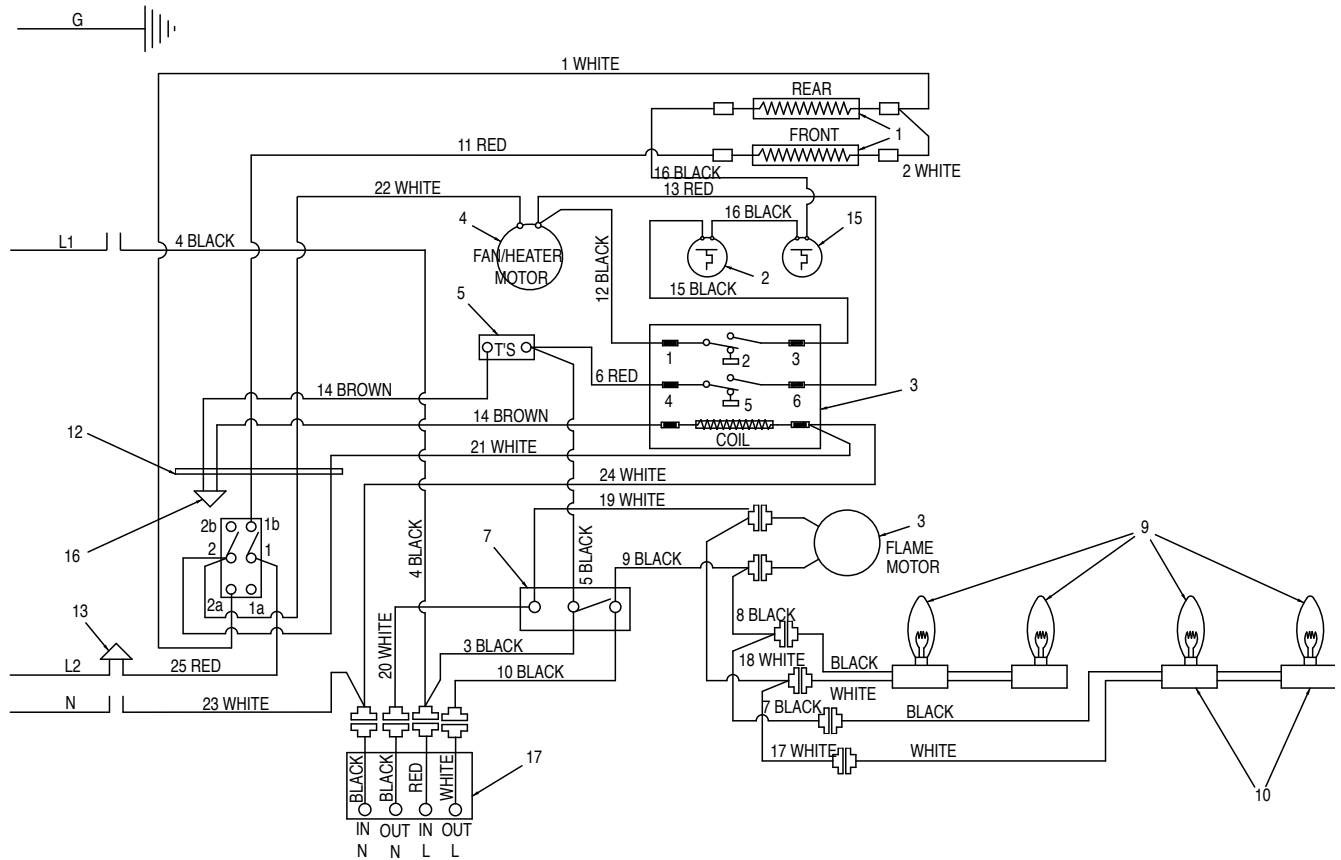 G
1 WHITE
REAR
1
FRONT
11 RED
2 WHITE
16 BLACK
13 RED
22 WHITE
4
16 BLACK
15
L1
4 BLACK
FAN/HEATER
MOTOR
12 BLACK
2
15 BLACK
5
T'S
1
2
3
6 RED
4
5
6
3
14 BROWN
14 BROWN
COIL
12
21 WHITE
24 WHITE
19 WHITE
16
2b
1b
2
1
2a
1a
4 BLACK
7
5 BLACK
9 BLACK
3
FLAME
MOTOR
9
13
20 WHITE
8 BLACK
L2
25 RED
3 BLACK
18 WHITE
BLACK
10 BLACK
WHITE
N
23 WHITE
7 BLACK
BLACK
17 WHITE
WHITE
10
BLACK
BLACK
RED
WHITE
17
IN
N
OUT
N
IN
L
OUT
L